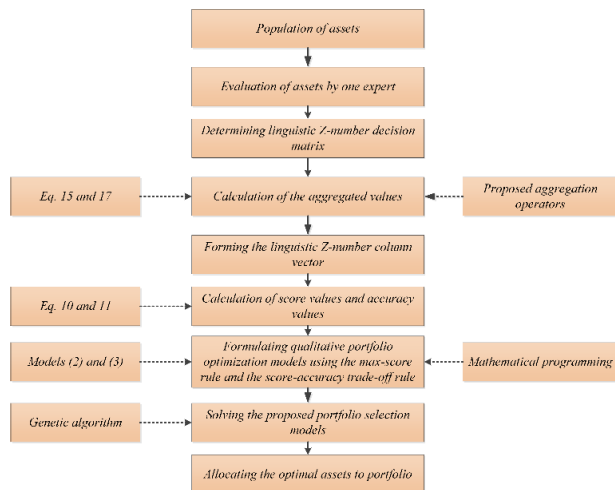 Population of assets
Evaluation of assets by one expert
Determining linguistic Z-number decision
matrix
Eq. 15 and 17
Calculation of the aggregated values
Proposed aggregation
operators
Forming the linguistic Z-number column
vector
Eq. 10 and 11
Calculation of score values and accuracy
values
Models (2) and (3)
Formulating qualitative portfolio
optimization models using the max-score
rule and the score-accuracy trade-off rule
Mathematical programming
Genetic algorithm
Solving the proposed portfolio selection
models
Allocating the optimal assets to portfolio